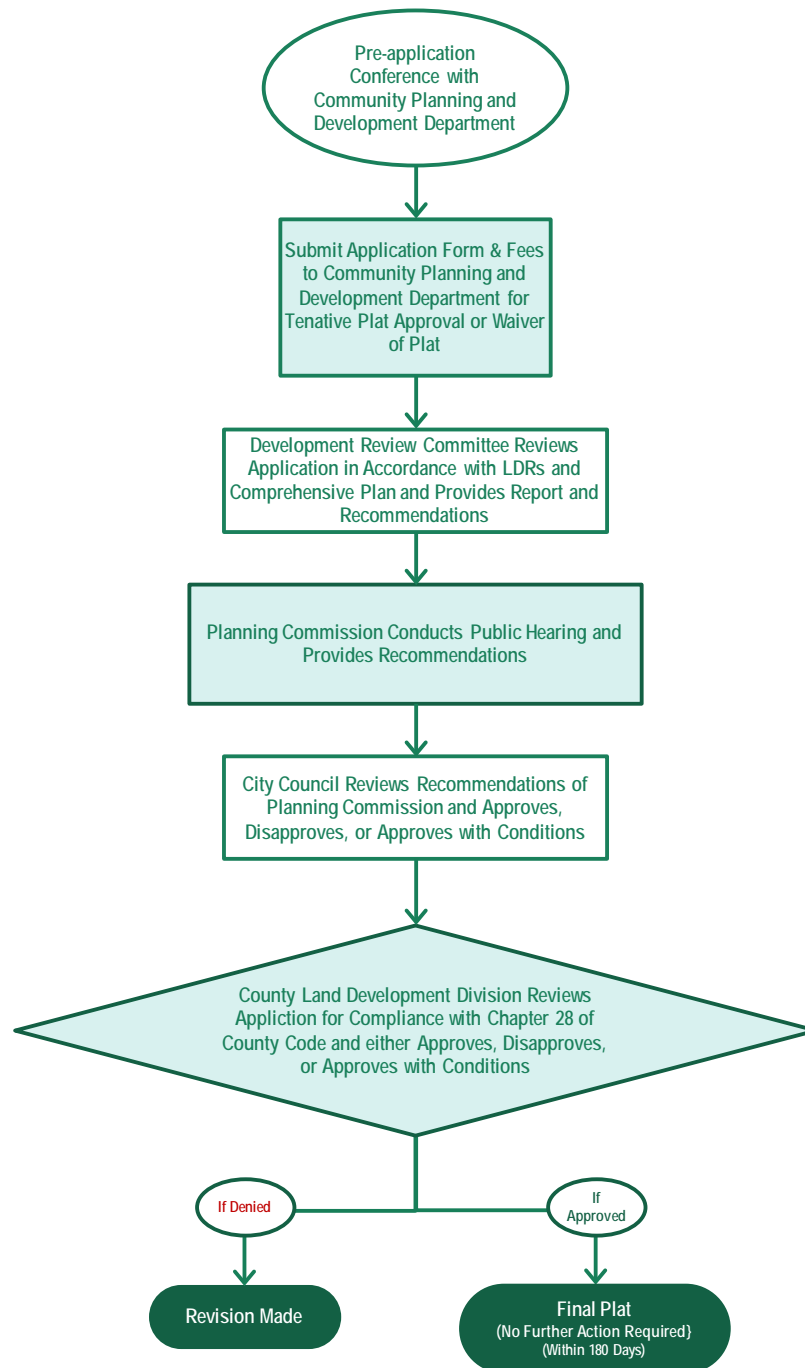 Pre-application
Conference with
Community Planning and
Development Department
Submit Application Form & Fees
to Community Planning and
Development Department for
Tenative Plat Approval or Waiver
of Plat
Development Review Committee Reviews
Application in Accordance with LDRs and
Comprehensive Plan and Provides Report and
Recommendations
Planning Commission Conducts Public Hearing and
Provides Recommendations
City Council Reviews Recommendations of
Planning Commission and Approves,
Disapproves, or Approves with Conditions
County Land Development Division Reviews
Appliction for Compliance with Chapter 28 of
County Code and either Approves, Disapproves,
or Approves with Conditions
If Denied
If
Approved
Revision Made
Final Plat
(No Further Action Required}
(Within 180 Days)